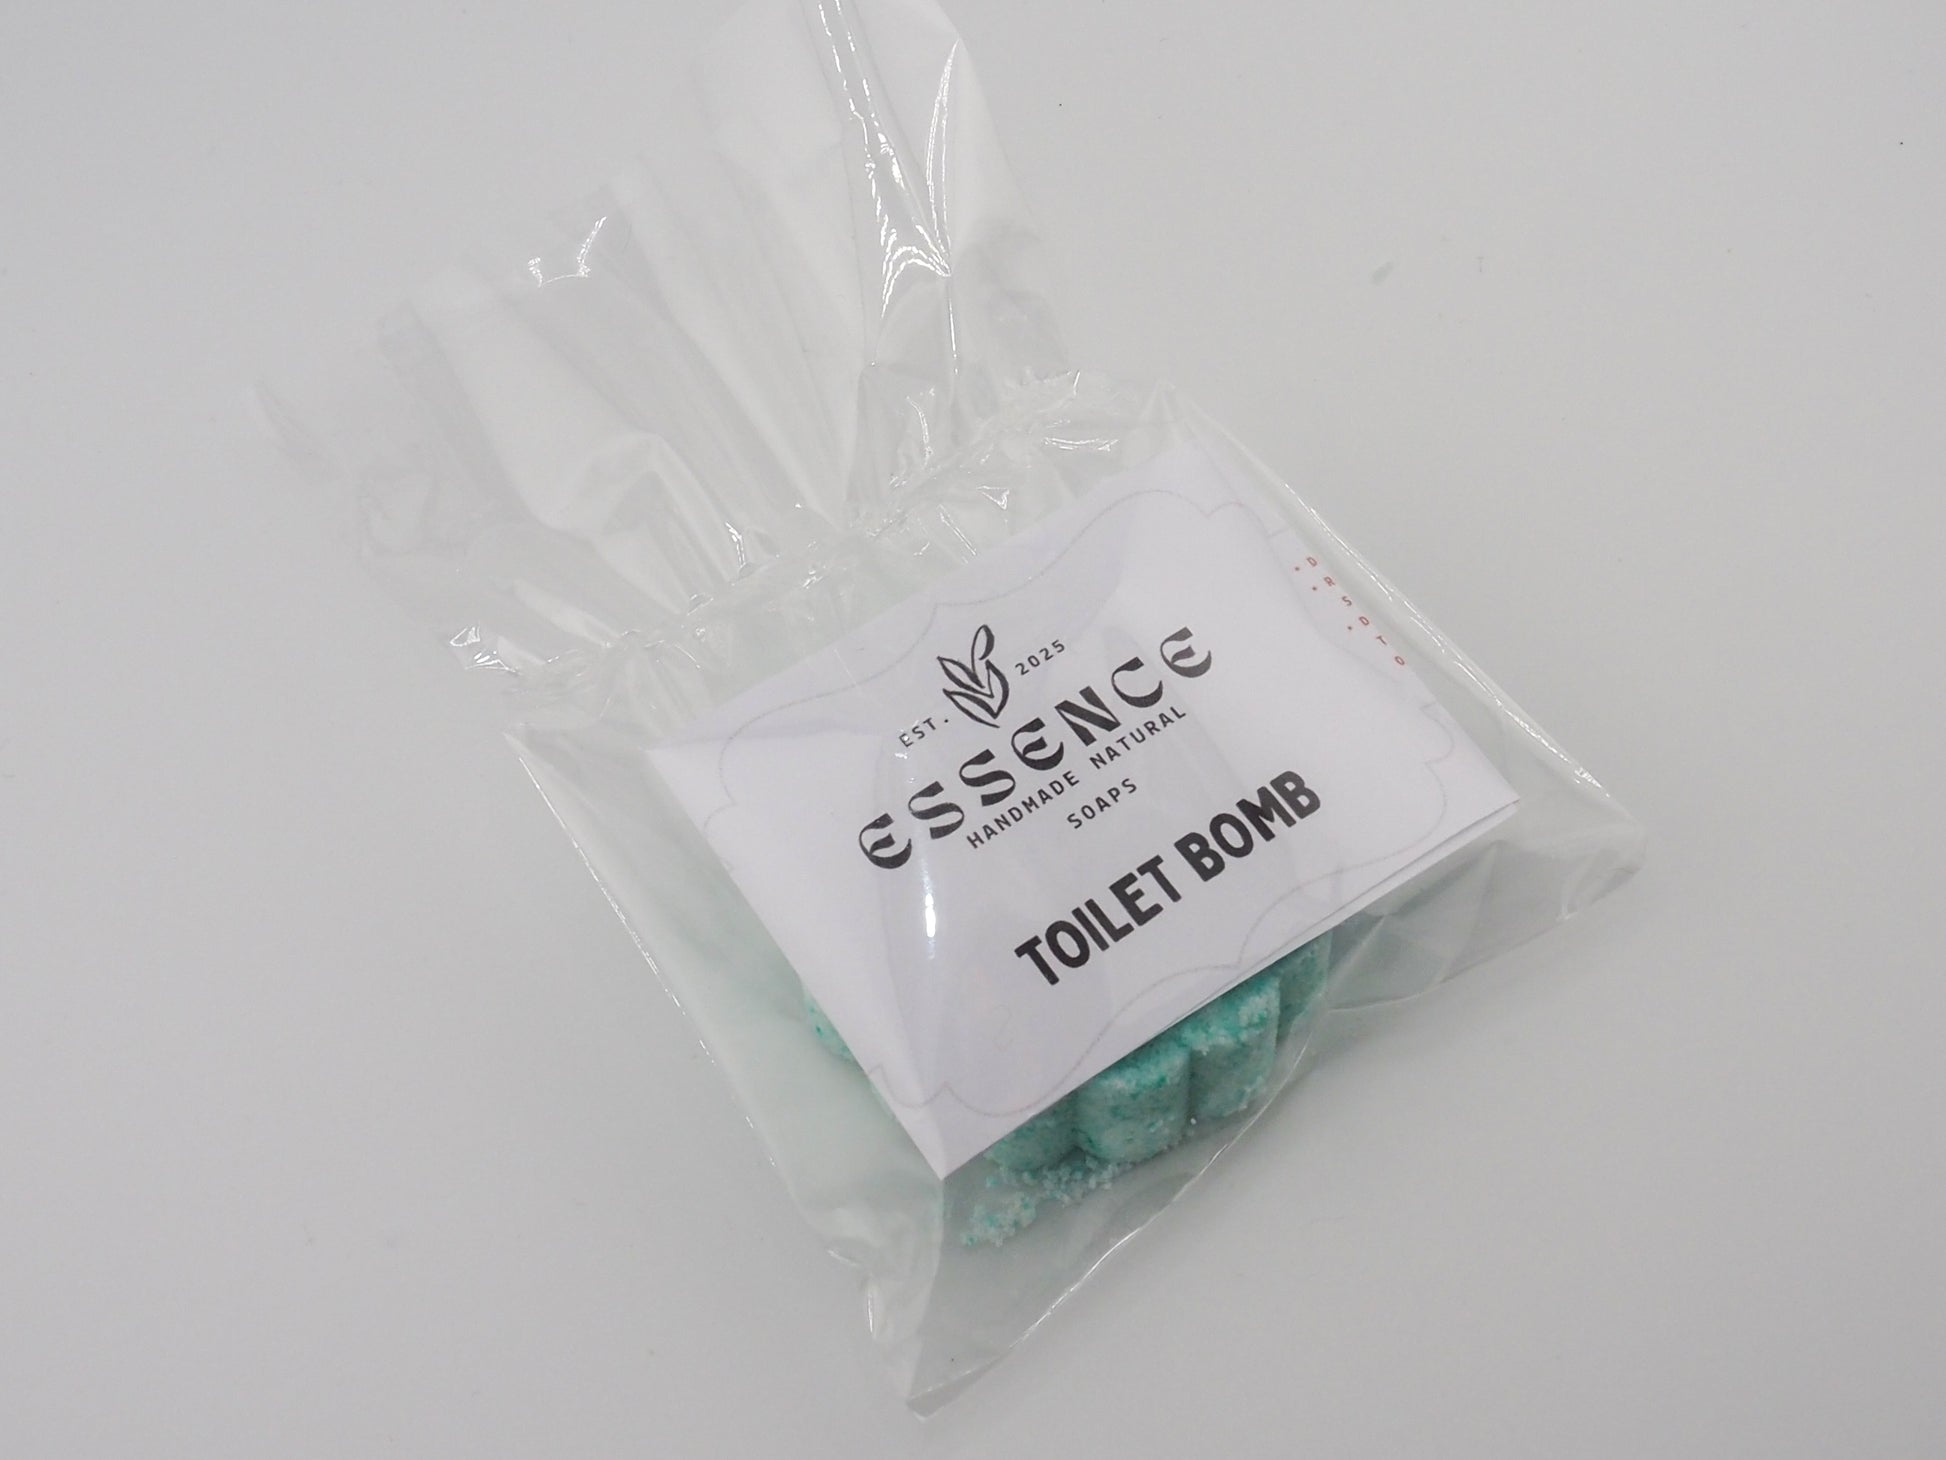 EST. 2025
ESSENCE
HANDMADE NATURAL
SOAPS
TOILET BOMB